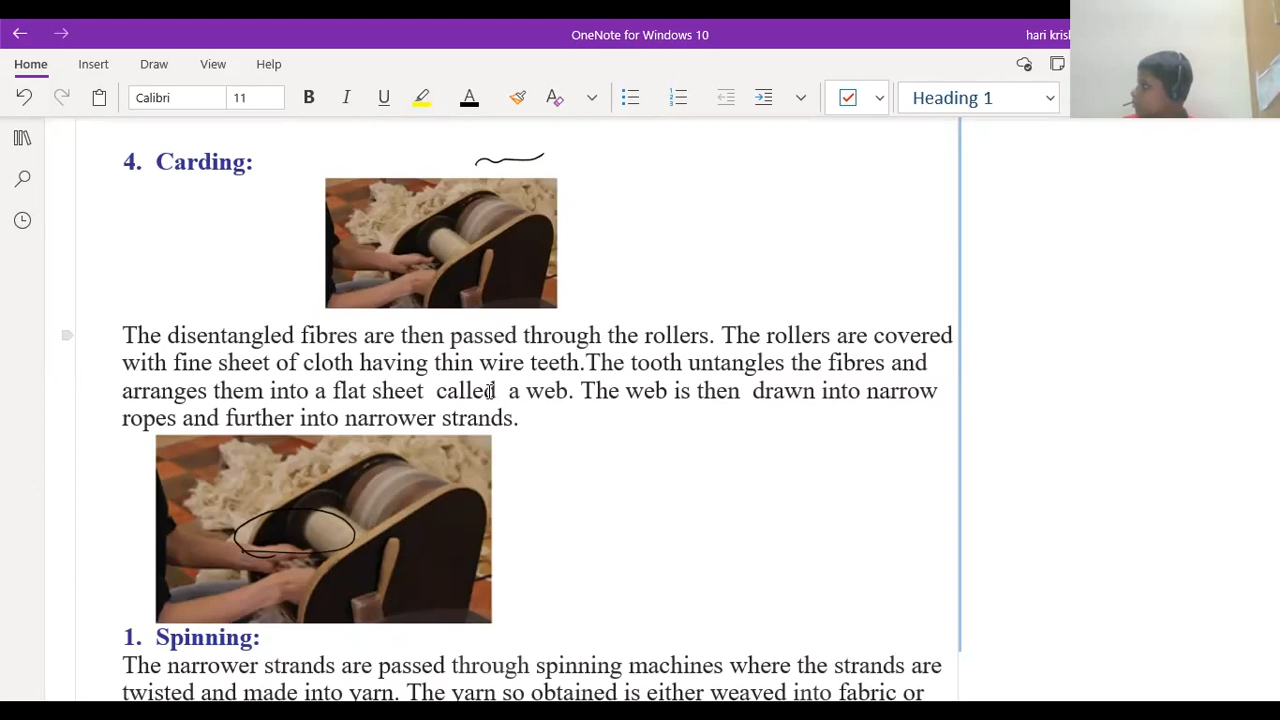 OneNote for Windows 10
hari krish
Home Insert Draw View Help
Calibri 11 B I U A A Heading 1
4. Carding:
The disentangled fibres are then passed through the rollers. The rollers are covered
with fine sheet of cloth having thin wire teeth.The tooth untangles the fibres and
arranges them into a flat sheet called a web. The web is then drawn into narrow
ropes and further into narrower strands.
1. Spinning:
The narrower strands are passed through spinning machines where the strands are
twisted and made into yarn. The yarn so obtained is either weaved into fabric or